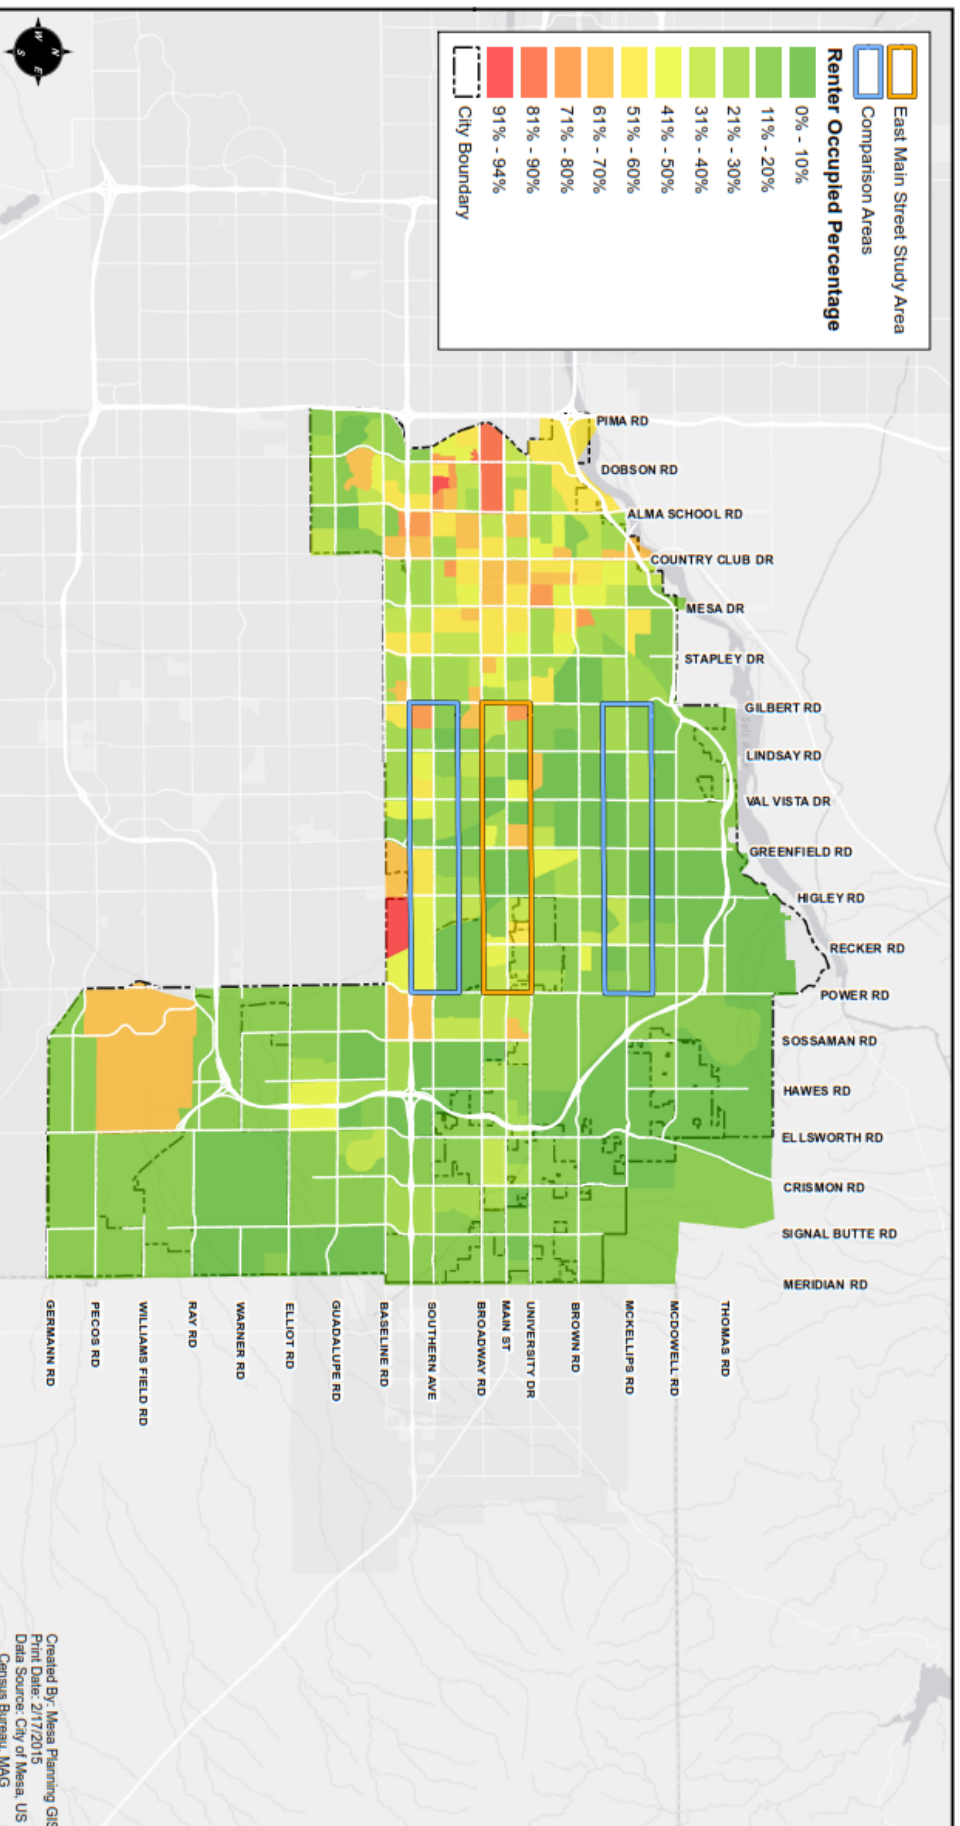 East Main Street Study Area
Comparison Areas
Renter Occupied Percentage
0% - 10%
11% - 20%
21% - 30%
31% - 40%
41% - 50%
51% - 60%
61% - 70%
71% - 80%
81% - 90%
91% - 94%
City Boundary
N
W
E
S
PIMA RD
DOBSON RD
ALMA SCHOOL RD
COUNTRY CLUB DR
MESA DR
STAPLEY DR
GILBERT RD
LINDSAY RD
VAL VISTA DR
GREENFIELD RD
HIGLEY RD
RECKER RD
POWER RD
SOSSAMAN RD
HAWES RD
ELLSWORTH RD
CRISMON RD
SIGNAL BUTTE RD
MERIDIAN RD
THOMAS RD
MCDOWELL RD
MCKELLIPS RD
BROWN RD
UNIVERSITY DR
MAIN ST
BROADWAY RD
SOUTHERN AVE
BASELINE RD
GUADALUPE RD
ELLIOT RD
WARNER RD
RAY RD
WILLIAMS FIELD RD
PECOS RD
GERMANN RD
Created By: Mesa Planning GIS
Print Date: 2/17/2015
Data Source: City of Mesa, US
Census Bureau, MAG